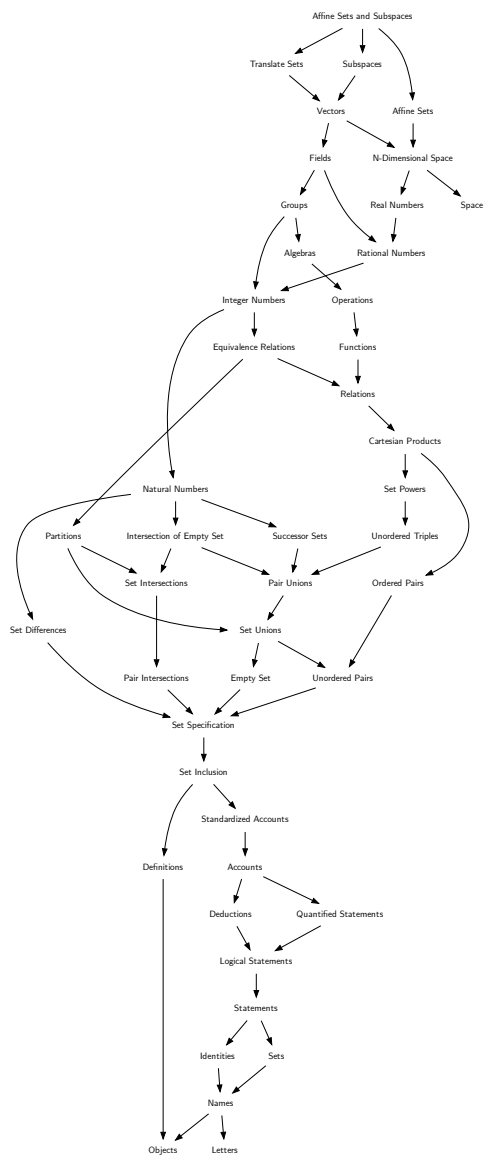 Affine Sets and Subspaces
Translate Sets
Subspaces
Vectors
Affine Sets
Fields
N-Dimensional Space
Groups
Real Numbers
Space
Algebras
Rational Numbers
Integer Numbers
Operations
Equivalence Relations
Functions
Relations
Cartesian Products
Natural Numbers
Set Powers
Partitions
Intersection of Empty Set
Successor Sets
Unordered Triples
Set Intersections
Pair Unions
Ordered Pairs
Set Differences
Set Unions
Pair Intersections
Empty Set
Unordered Pairs
Set Specification
Set Inclusion
Standardized Accounts
Definitions
Accounts
Deductions
Quantified Statements
Logical Statements
Statements
Identities
Sets
Names
Objects
Letters